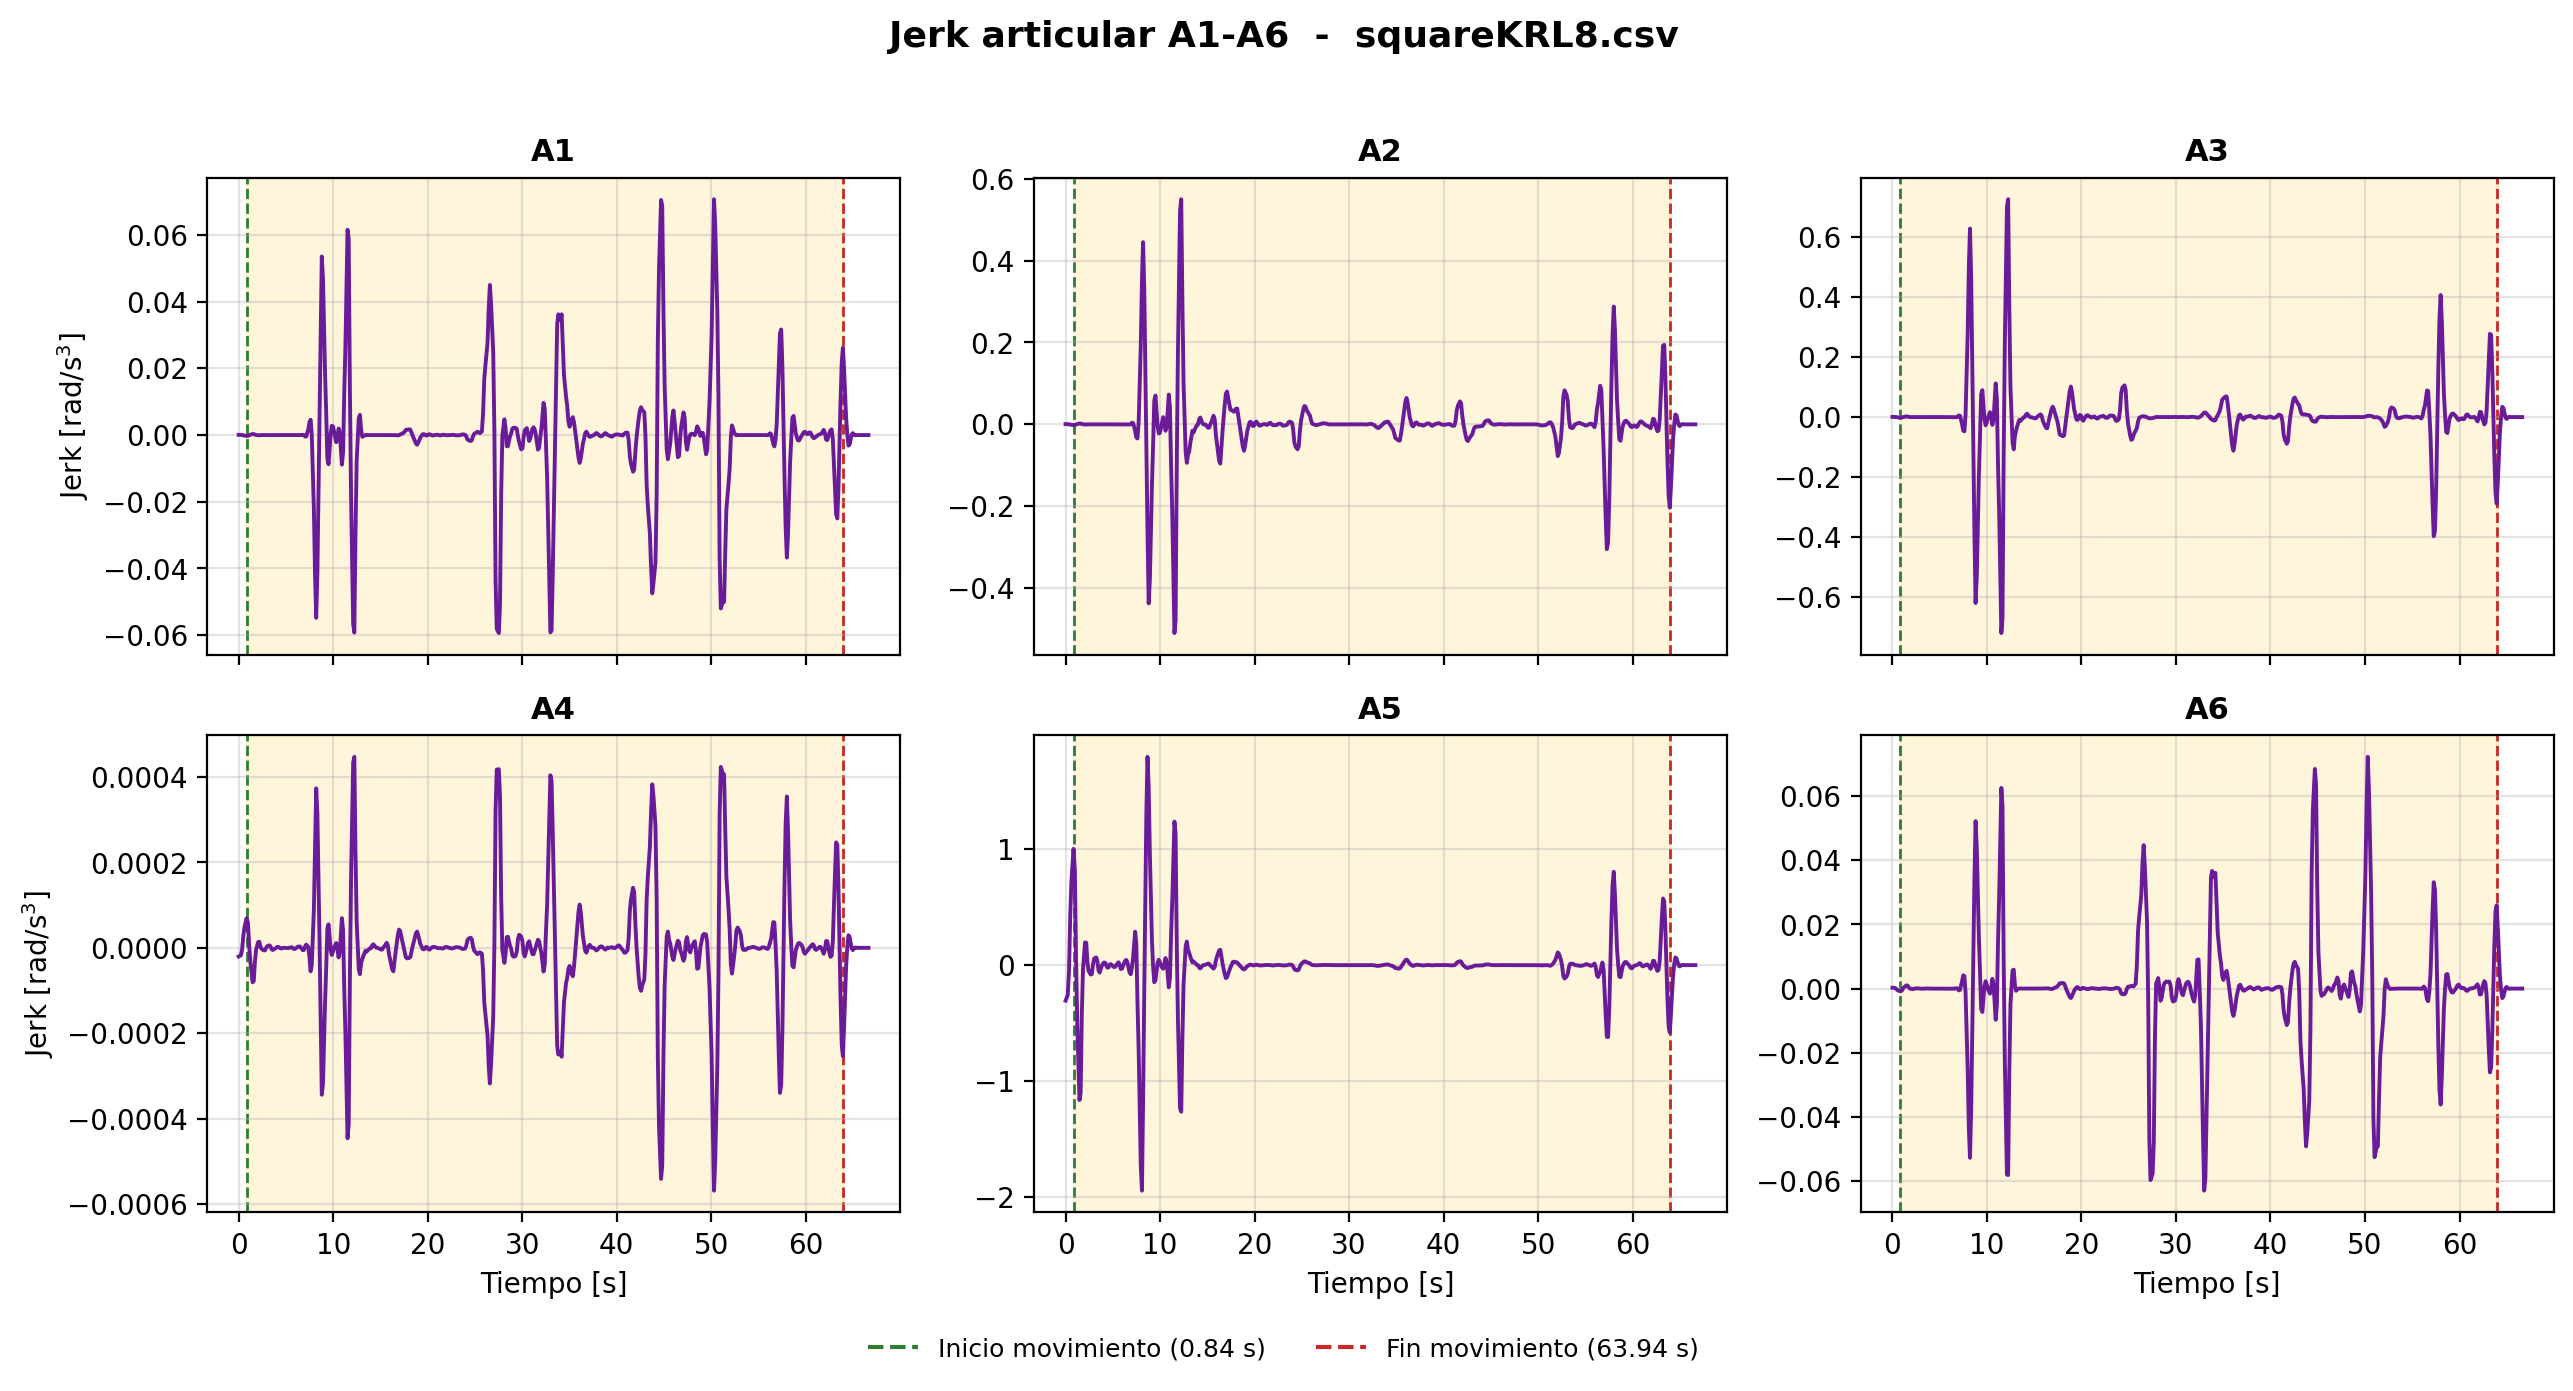 Jerk articular A1-A6  -  squareKRL8.csv
A1
A2
A3
Jerk [rad/s³]
0.06
0.04
0.02
0.00
−0.02
−0.04
−0.06
0.6
0.4
0.2
0.0
−0.2
−0.4
0.6
0.4
0.2
0.0
−0.2
−0.4
−0.6
A4
A5
A6
Jerk [rad/s³]
0.0004
0.0002
0.0000
−0.0002
−0.0004
−0.0006
1
0
−1
−2
0.06
0.04
0.02
0.00
−0.02
−0.04
−0.06
0 10 20 30 40 50 60
0 10 20 30 40 50 60
0 10 20 30 40 50 60
Tiempo [s]
Tiempo [s]
Tiempo [s]
Inicio movimiento (0.84 s)
Fin movimiento (63.94 s)